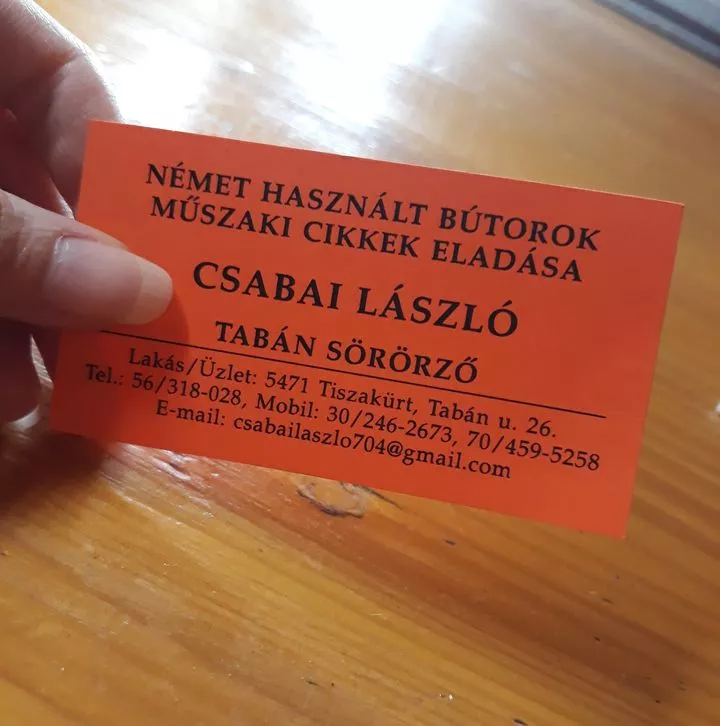 NÉMET HASZNÁLT BÚTOROK
MŰSZAKI CIKKEK ELADÁSA
CSABAI LÁSZLÓ
TABÁN SÖRÖRZŐ
Lakás/Üzlet: 5471 Tiszakürt, Tabán u. 26.
Tel.: 56/318-028, Mobil: 30/246-2673, 70/459-5258
E-mail: csabailaszlo704@gmail.com